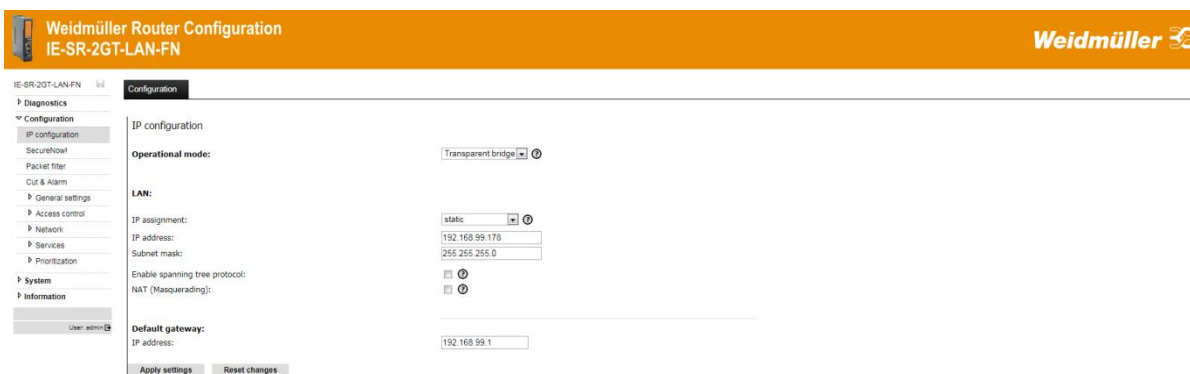 Weidmüller Router Configuration
IE-SR-2GT-LAN-FN
Weidmüller
IE-SR-2GT-LAN-FN
Configuration
Diagnostics
Configuration
IP configuration
SecureNow!
Packet filter
Cut & Alarm
General settings
Access control
Network
Services
Prioritization
System
Information
User: admin
IP configuration
Operational mode: Transparent bridge ?
LAN:
IP assignment: static ?
IP address: 192.168.99.178
Subnet mask: 255.255.255.0
Enable spanning tree protocol: ?
NAT (Masquerading): ?
Default gateway:
IP address: 192.168.99.1
Apply settings Reset changes